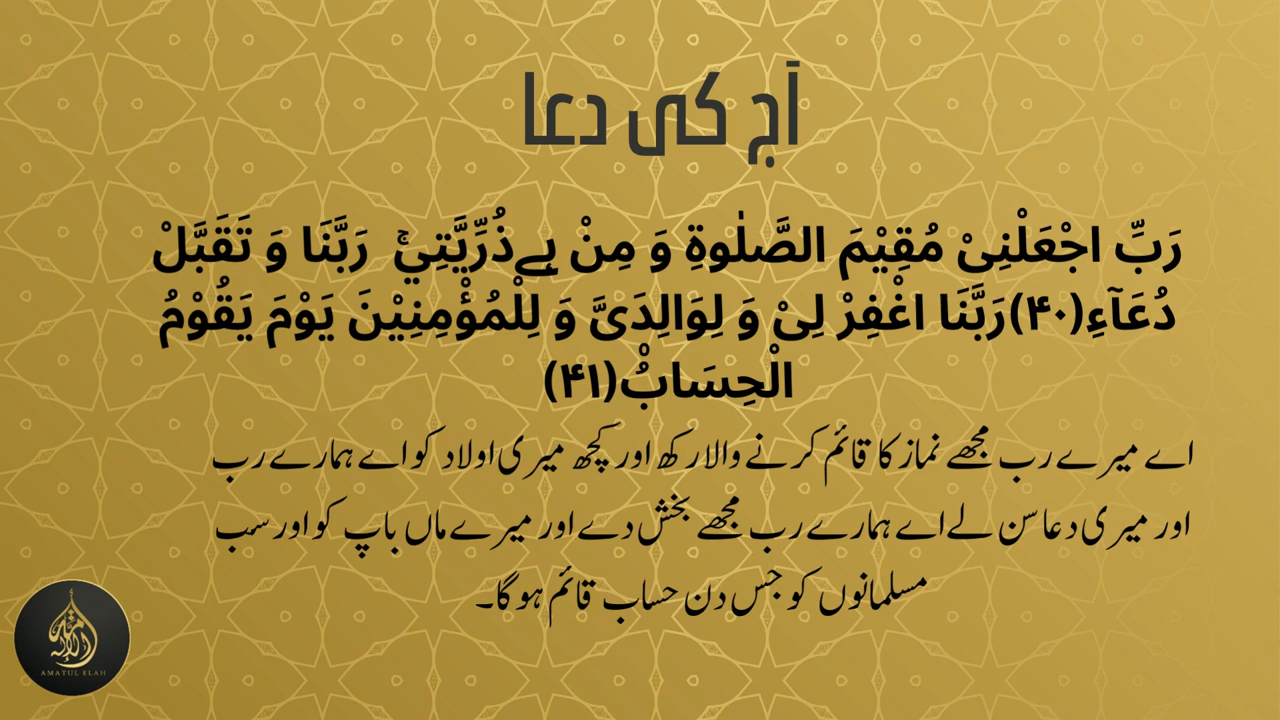 آج کی دعا
رَبِّ اجْعَلْنِیْ مُقِیْمَ الصَّلٰوةِ وَ مِنْ ذُرِّیَّتِيْ ۚ رَبَّنَا وَ تَقَبَّلْ
دُعَآءِ(۴۰)رَبَّنَا اغْفِرْ لِیْ وَ لِوَالِدَیَّ وَ لِلْمُؤْمِنِیْنَ یَوْمَ یَقُوْمُ
الْحِسَابُ۠(۴۱)
اے میرے رب مجھے نماز کا قائم کرنے والا رکھ اور کچھ میری اولاد کو اے ہمارے رب
اور میری دعا سن لے اے ہمارے رب مجھے بخش دے اور میرے ماں باپ کو اور سب
مسلمانوں کو جس دن حساب قائم ہوگا۔
AMATUL ELAH